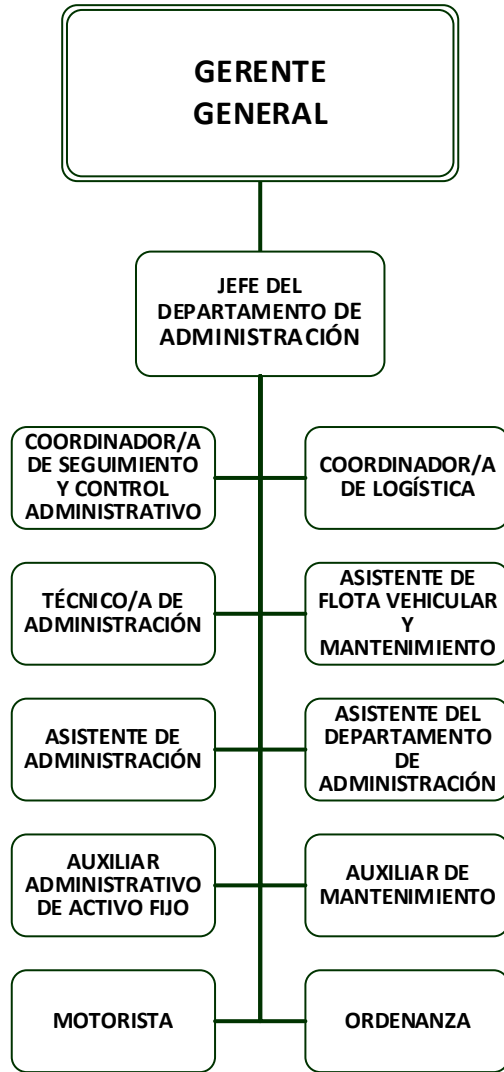 GERENTE
GENERAL
JEFE DEL
DEPARTAMENTO DE
ADMINISTRACIÓN
COORDINADOR/A
DE SEGUIMIENTO
Y CONTROL
ADMINISTRATIVO
COORDINADOR/A
DE LOGÍSTICA
TÉCNICO/A DE
ADMINISTRACIÓN
ASISTENTE DE
FLOTA VEHICULAR
Y
MANTENIMIENTO
ASISTENTE DE
ADMINISTRACIÓN
ASISTENTE DEL
DEPARTAMENTO
DE
ADMINISTRACIÓN
AUXILIAR
ADMINISTRATIVO
DE ACTIVO FIJO
AUXILIAR DE
MANTENIMIENTO
MOTORISTA
ORDENANZA